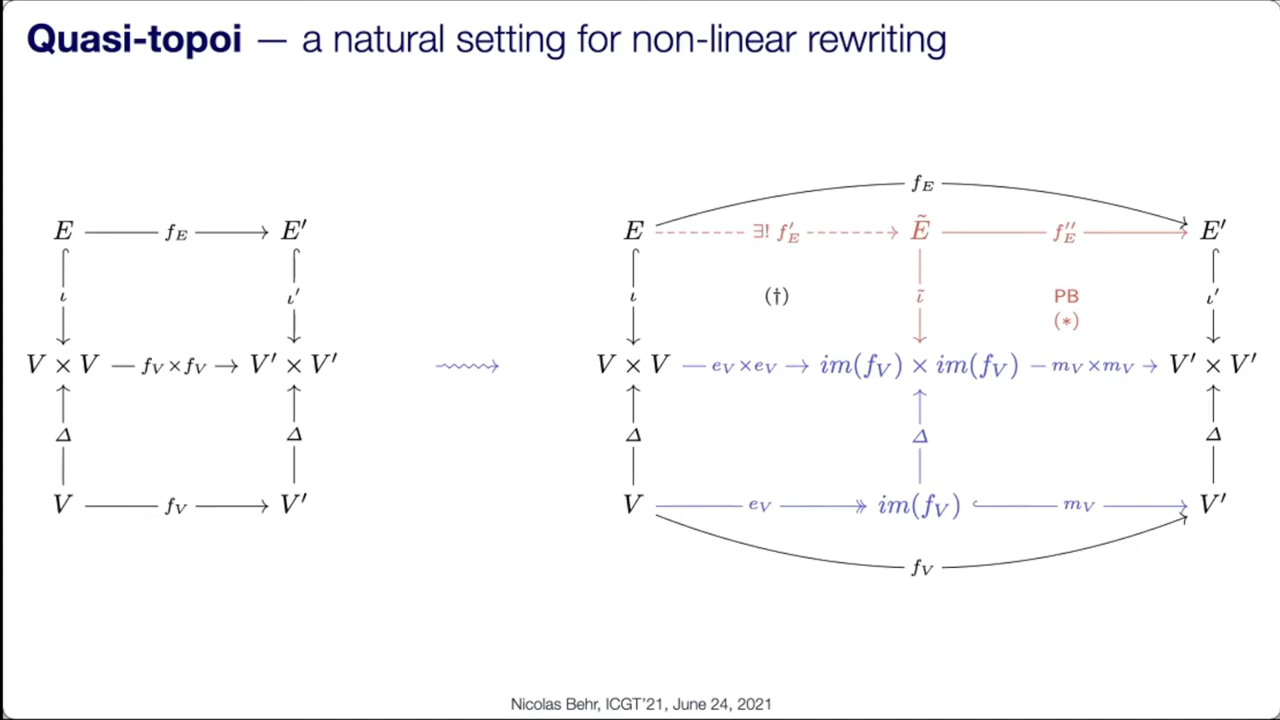 Quasi-topoi — a natural setting for non-linear rewriting
f_E
E f_E E′ E ∃! f′_E Ẽ f″_E E′
ι ι′ ι (†) ι̃ PB ι′
(∗)
V × V f_V×f_V V′ × V′ V × V e_V×e_V im(f_V) × im(f_V) m_V×m_V V′ × V′
Δ Δ Δ Δ Δ
V f_V V′ V e_V im(f_V) m_V V′
f_V
Nicolas Behr, ICGT'21, June 24, 2021